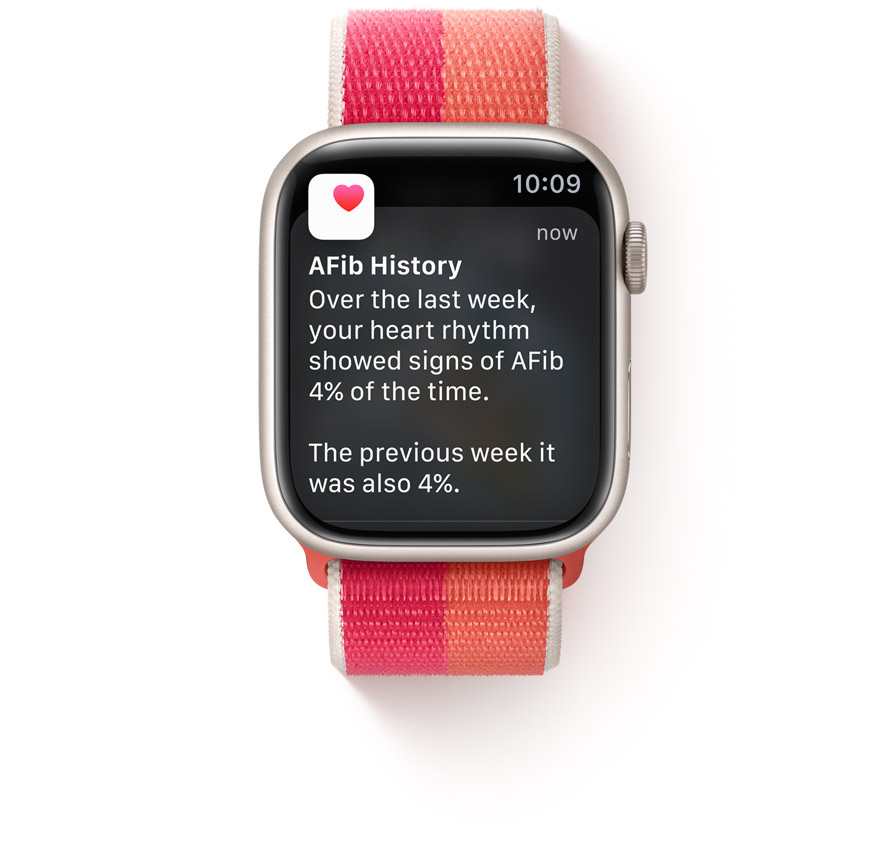 10:09
now
AFib History
Over the last week,
your heart rhythm
showed signs of AFib
4% of the time.
The previous week it
was also 4%.